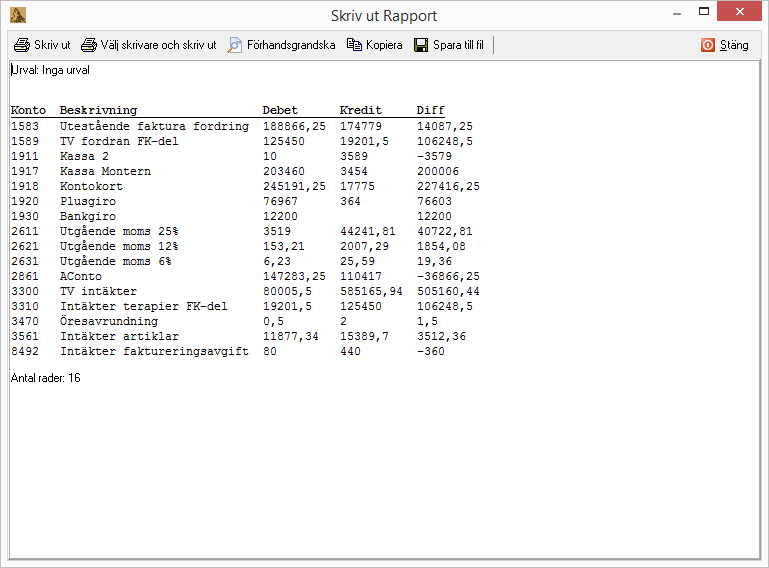 Skriv ut Rapport
Skriv ut Välj skrivare och skriv ut Förhandsgranska Kopiera Spara till fil Stäng
Urval: Inga urval
Konto Beskrivning Debet Kredit Diff
1583 Utestående faktura fordring 188866,25 174779 14087,25
1589 TV fordran FK-del 125450 19201,5 106248,5
1911 Kassa 2 10 3589 -3579
1917 Kassa Montern 203460 3454 200006
1918 Kontokort 245191,25 17775 227416,25
1920 Plusgiro 76967 364 76603
1930 Bankgiro 12200 12200
2611 Utgående moms 25% 3519 44241,81 40722,81
2621 Utgående moms 12% 153,21 2007,29 1854,08
2631 Utgående moms 6% 6,23 25,59 19,36
2861 AConto 147283,25 110417 -36866,25
3300 TV intäkter 80005,5 585165,94 505160,44
3310 Intäkter terapier FK-del 19201,5 125450 106248,5
3470 Öresavrundning 0,5 2 1,5
3561 Intäkter artiklar 11877,34 15389,7 3512,36
8492 Intäkter faktureringsavgift 80 440 -360
Antal rader: 16